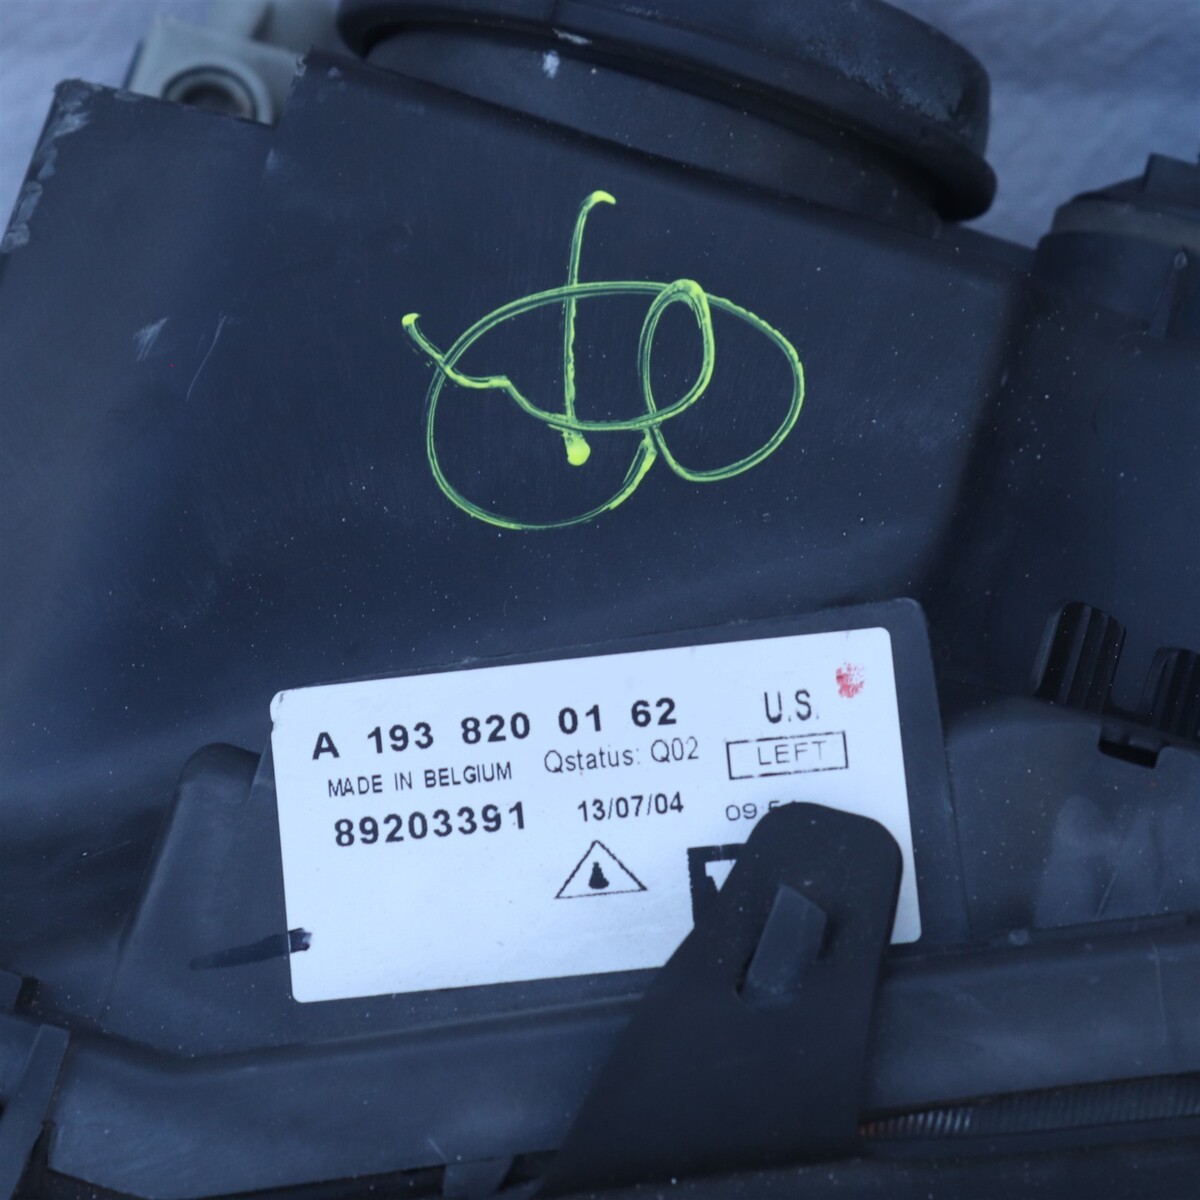 A 193 820 01 62 U.S.
MADE IN BELGIUM Qstatus: Q02 LEFT
89203391 13/07/04